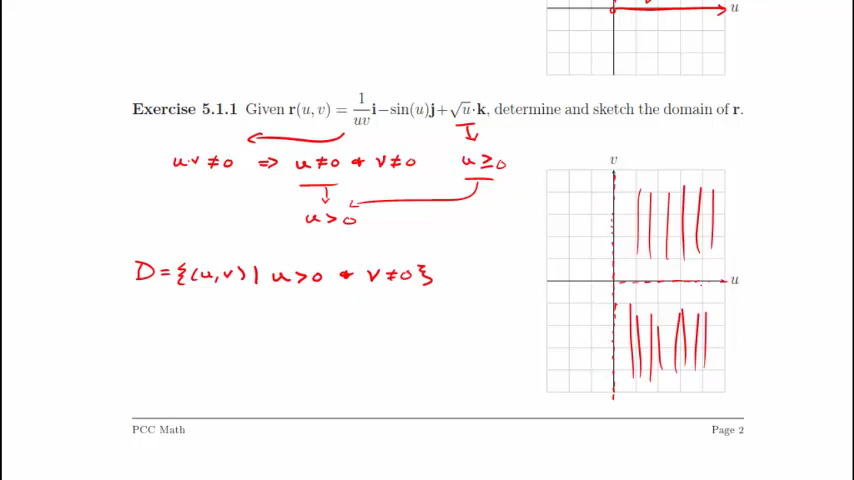 u
Exercise 5.1.1 Given r(u, v) = 1/uv i−sin(u)j+√u·k, determine and sketch the domain of r.
u·v ≠ 0 ⇒ u ≠ 0 & v ≠ 0 u ≥ 0
v
u > 0
D = {(u,v) | u > 0 & v ≠ 0}
u
PCC Math Page 2